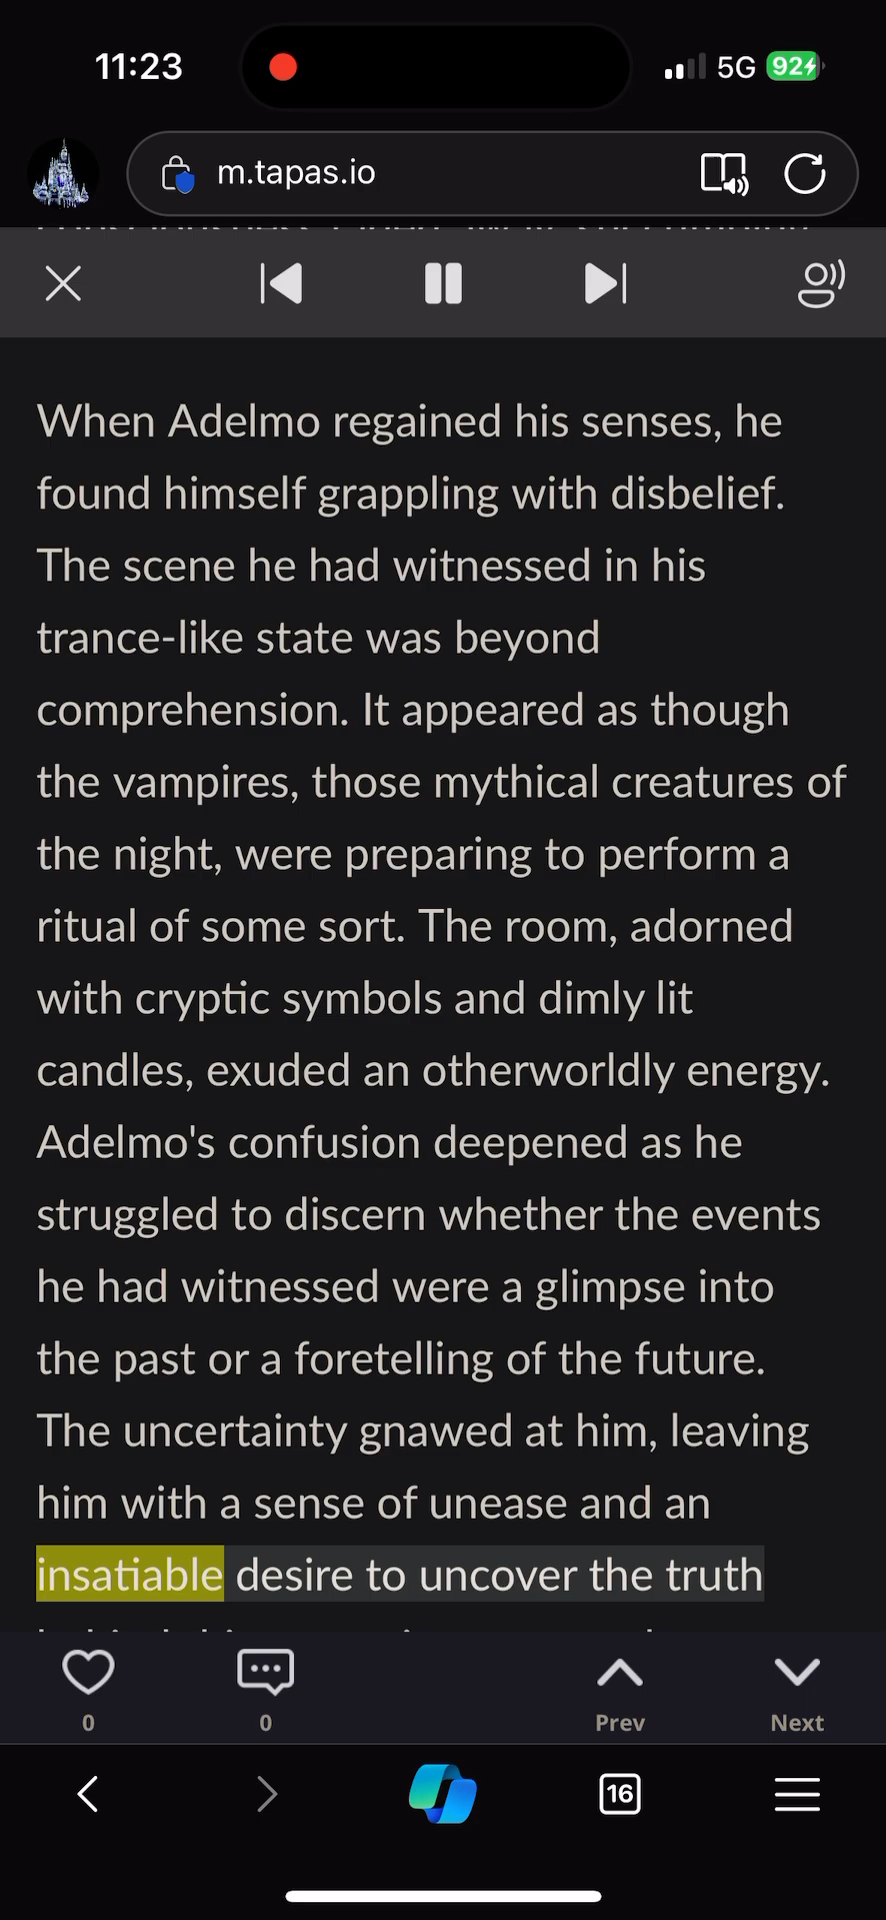 11:23
5G
92
m.tapas.io
When Adelmo regained his senses, he
found himself grappling with disbelief.
The scene he had witnessed in his
trance-like state was beyond
comprehension. It appeared as though
the vampires, those mythical creatures of
the night, were preparing to perform a
ritual of some sort. The room, adorned
with cryptic symbols and dimly lit
candles, exuded an otherworldly energy.
Adelmo's confusion deepened as he
struggled to discern whether the events
he had witnessed were a glimpse into
the past or a foretelling of the future.
The uncertainty gnawed at him, leaving
him with a sense of unease and an
insatiable desire to uncover the truth
0
0
Prev
Next
16